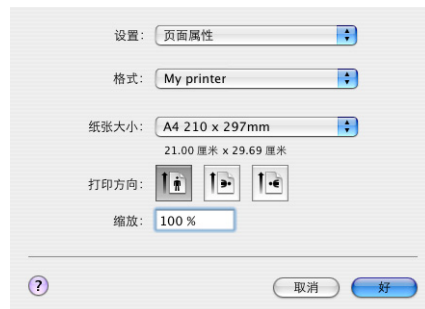 设置: 页面属性
格式: My printer
纸张大小: A4 210 x 297mm
21.00 厘米 x 29.69 厘米
打印方向:
缩放: 100 %
? 取消 好